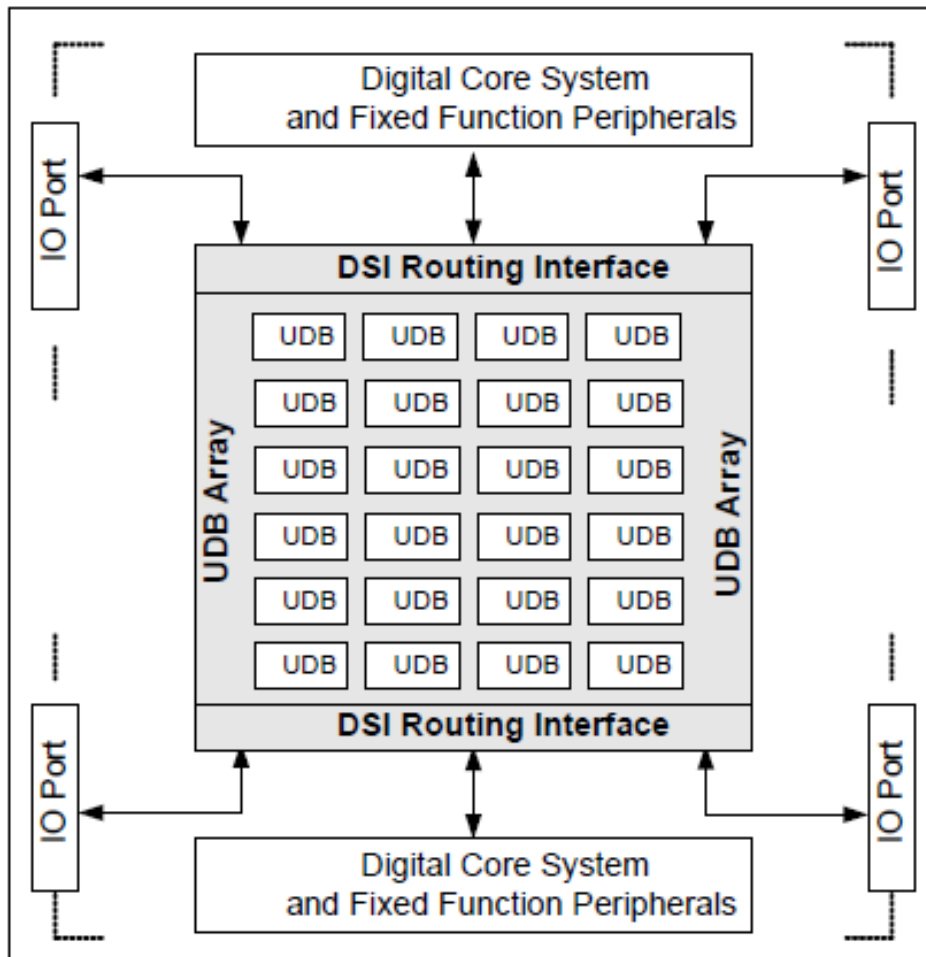 Digital Core System
and Fixed Function Peripherals
IO Port
IO Port
DSI Routing Interface
UDB Array
UDB Array
UDB UDB UDB UDB
UDB UDB UDB UDB
UDB UDB UDB UDB
UDB UDB UDB UDB
UDB UDB UDB UDB
UDB UDB UDB UDB
DSI Routing Interface
IO Port
IO Port
Digital Core System
and Fixed Function Peripherals